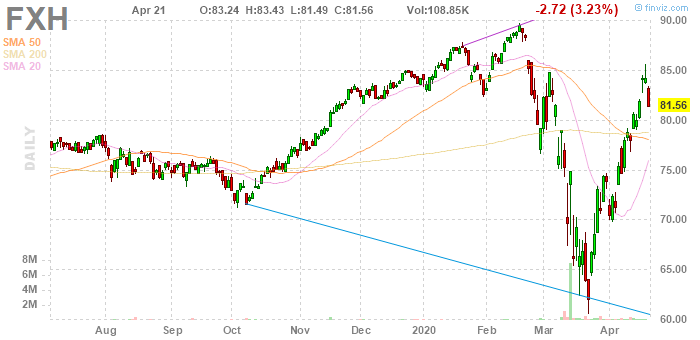 FXH Apr 21 O:83.24 H:83.43 L:81.49 C:81.56 Vol:108.85K -2.72 (3.23%) © finviz.com
SMA 50
SMA 200
SMA 20
DAILY
90.00
85.00
81.56
80.00
75.00
70.00
65.00
60.00
8M
6M
4M
2M
Aug Sep Oct Nov Dec 2020 Feb Mar Apr